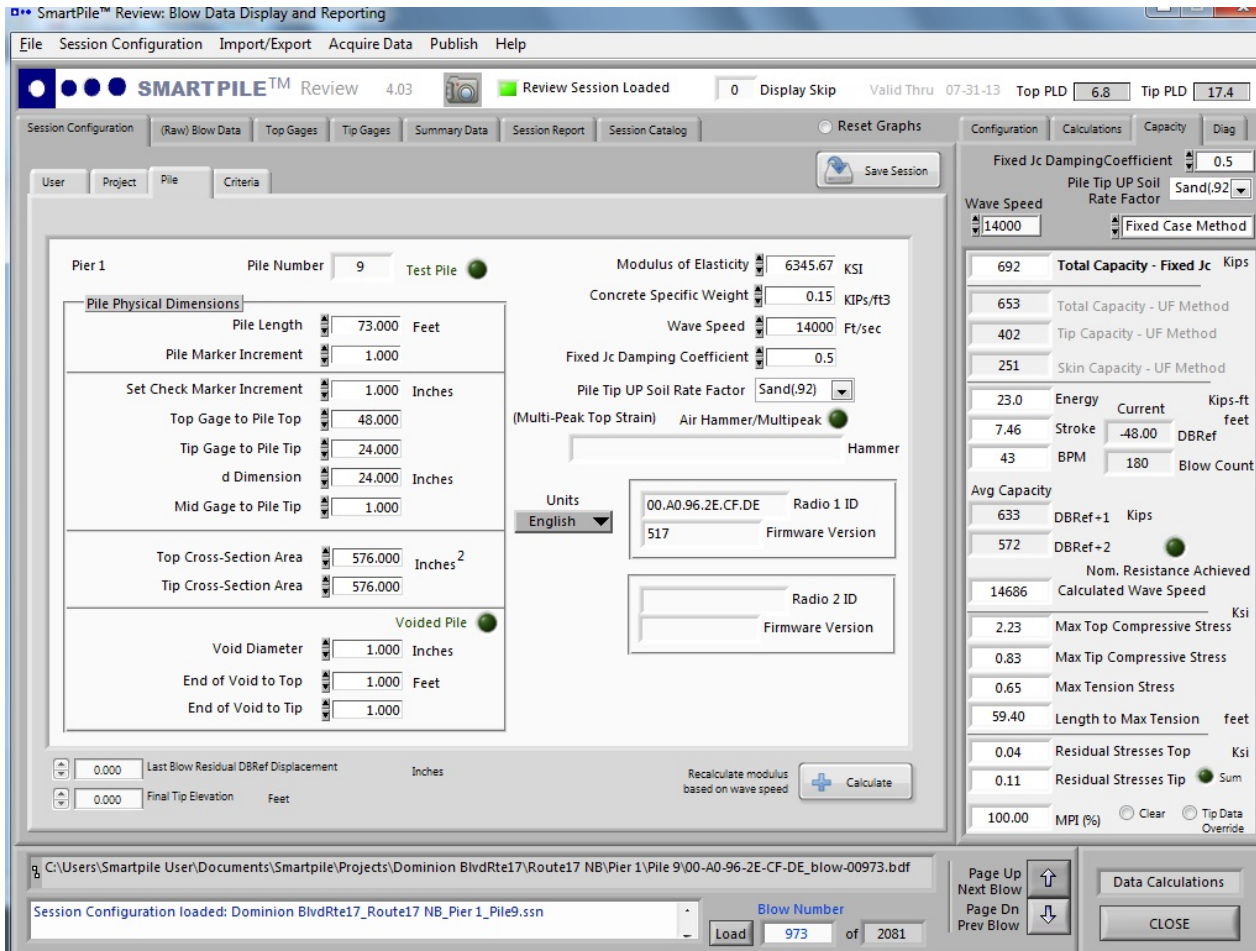 SmartPile™ Review: Blow Data Display and Reporting
File Session Configuration Import/Export Acquire Data Publish Help
SMARTPILE™ Review 4.03 Review Session Loaded 0 Display Skip Valid Thru 07-31-13 Top PLD 6.8 Tip PLD 17.4
Session Configuration (Raw) Blow Data Top Gages Tip Gages Summary Data Session Report Session Catalog Reset Graphs
User Project Pile Criteria Save Session
Pier 1 Pile Number 9 Test Pile
Pile Physical Dimensions
Pile Length 73.000 Feet
Pile Marker Increment 1.000
Set Check Marker Increment 1.000 Inches
Top Gage to Pile Top 48.000
Tip Gage to Pile Tip 24.000
d Dimension 24.000 Inches
Mid Gage to Pile Tip 1.000
Top Cross-Section Area 576.000 Inches2
Tip Cross-Section Area 576.000
Voided Pile
Void Diameter 1.000 Inches
End of Void to Top 1.000 Feet
End of Void to Tip 1.000
Modulus of Elasticity 6345.67 KSI
Concrete Specific Weight 0.15 KIPs/ft3
Wave Speed 14000 Ft/sec
Fixed Jc Damping Coefficient 0.5
Pile Tip UP Soil Rate Factor Sand(.92)
(Multi-Peak Top Strain) Air Hammer/Multipeak
Hammer
Units
English
00.A0.96.2E.CF.DE Radio 1 ID
517 Firmware Version
Radio 2 ID
Firmware Version
0.000 Last Blow Residual DBRef Displacement Inches
0.000 Final Tip Elevation Feet
Recalculate modulus
based on wave speed
Calculate
Configuration Calculations Capacity Diag
Fixed Jc DampingCoefficient 0.5
Pile Tip UP Soil
Rate Factor
Sand(.92
Wave Speed
14000 Fixed Case Method
692 Total Capacity - Fixed Jc Kips
653 Total Capacity - UF Method
402 Tip Capacity - UF Method
251 Skin Capacity - UF Method
23.0 Energy Current Kips-ft
7.46 Stroke -48.00 DBRef feet
43 BPM 180 Blow Count
Avg Capacity
633 DBRef+1 Kips
572 DBRef+2
Nom. Resistance Achieved
14686 Calculated Wave Speed
Ksi
2.23 Max Top Compressive Stress
0.83 Max Tip Compressive Stress
0.65 Max Tension Stress
59.40 Length to Max Tension feet
0.04 Residual Stresses Top Ksi
0.11 Residual Stresses Tip Sum
100.00 MPI (%) Clear Tip Data
Override
C:\Users\Smartpile User\Documents\Smartpile\Projects\Dominion BlvdRte17\Route17 NB\Pier 1\Pile 9\00-A0-96-2E-CF-DE_blow-00973.bdf
Session Configuration loaded: Dominion BlvdRte17_Route17 NB_Pier 1_Pile9.ssn
Blow Number
Load 973 of 2081
Page Up
Next Blow
Page Dn
Prev Blow
Data Calculations
CLOSE